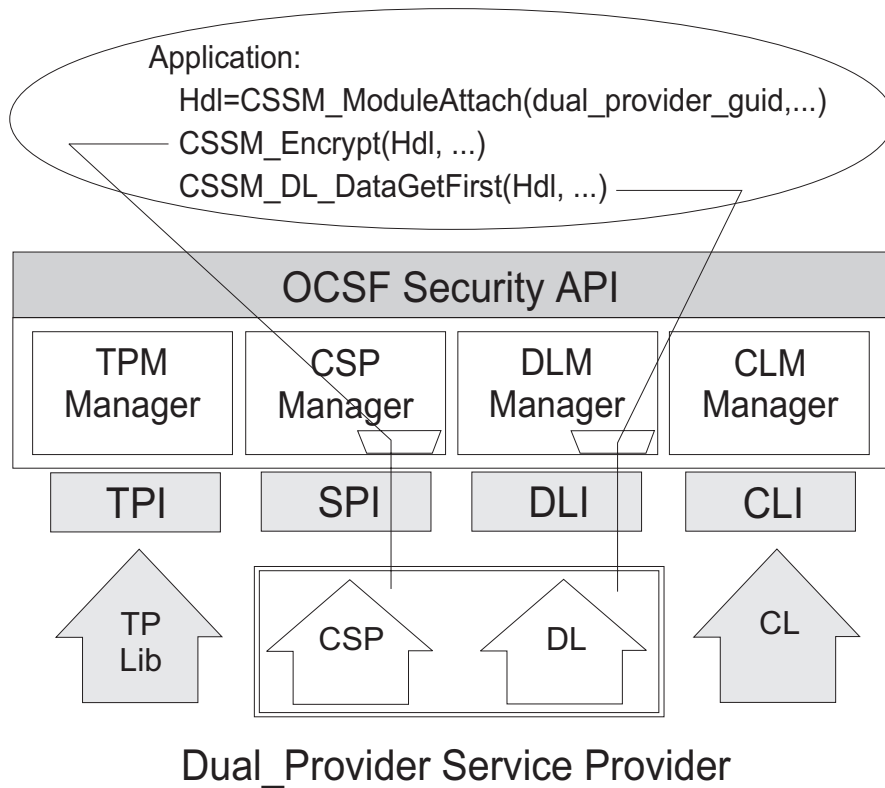 Application:
Hdl=CSSM_ModuleAttach(dual_provider_guid,...)
CSSM_Encrypt(Hdl, ...)
CSSM_DL_DataGetFirst(Hdl, ...)
OCSF Security API
TPM
Manager
CSP
Manager
DLM
Manager
CLM
Manager
TPI
SPI
DLI
CLI
TP
Lib
CSP
DL
CL
Dual_Provider Service Provider